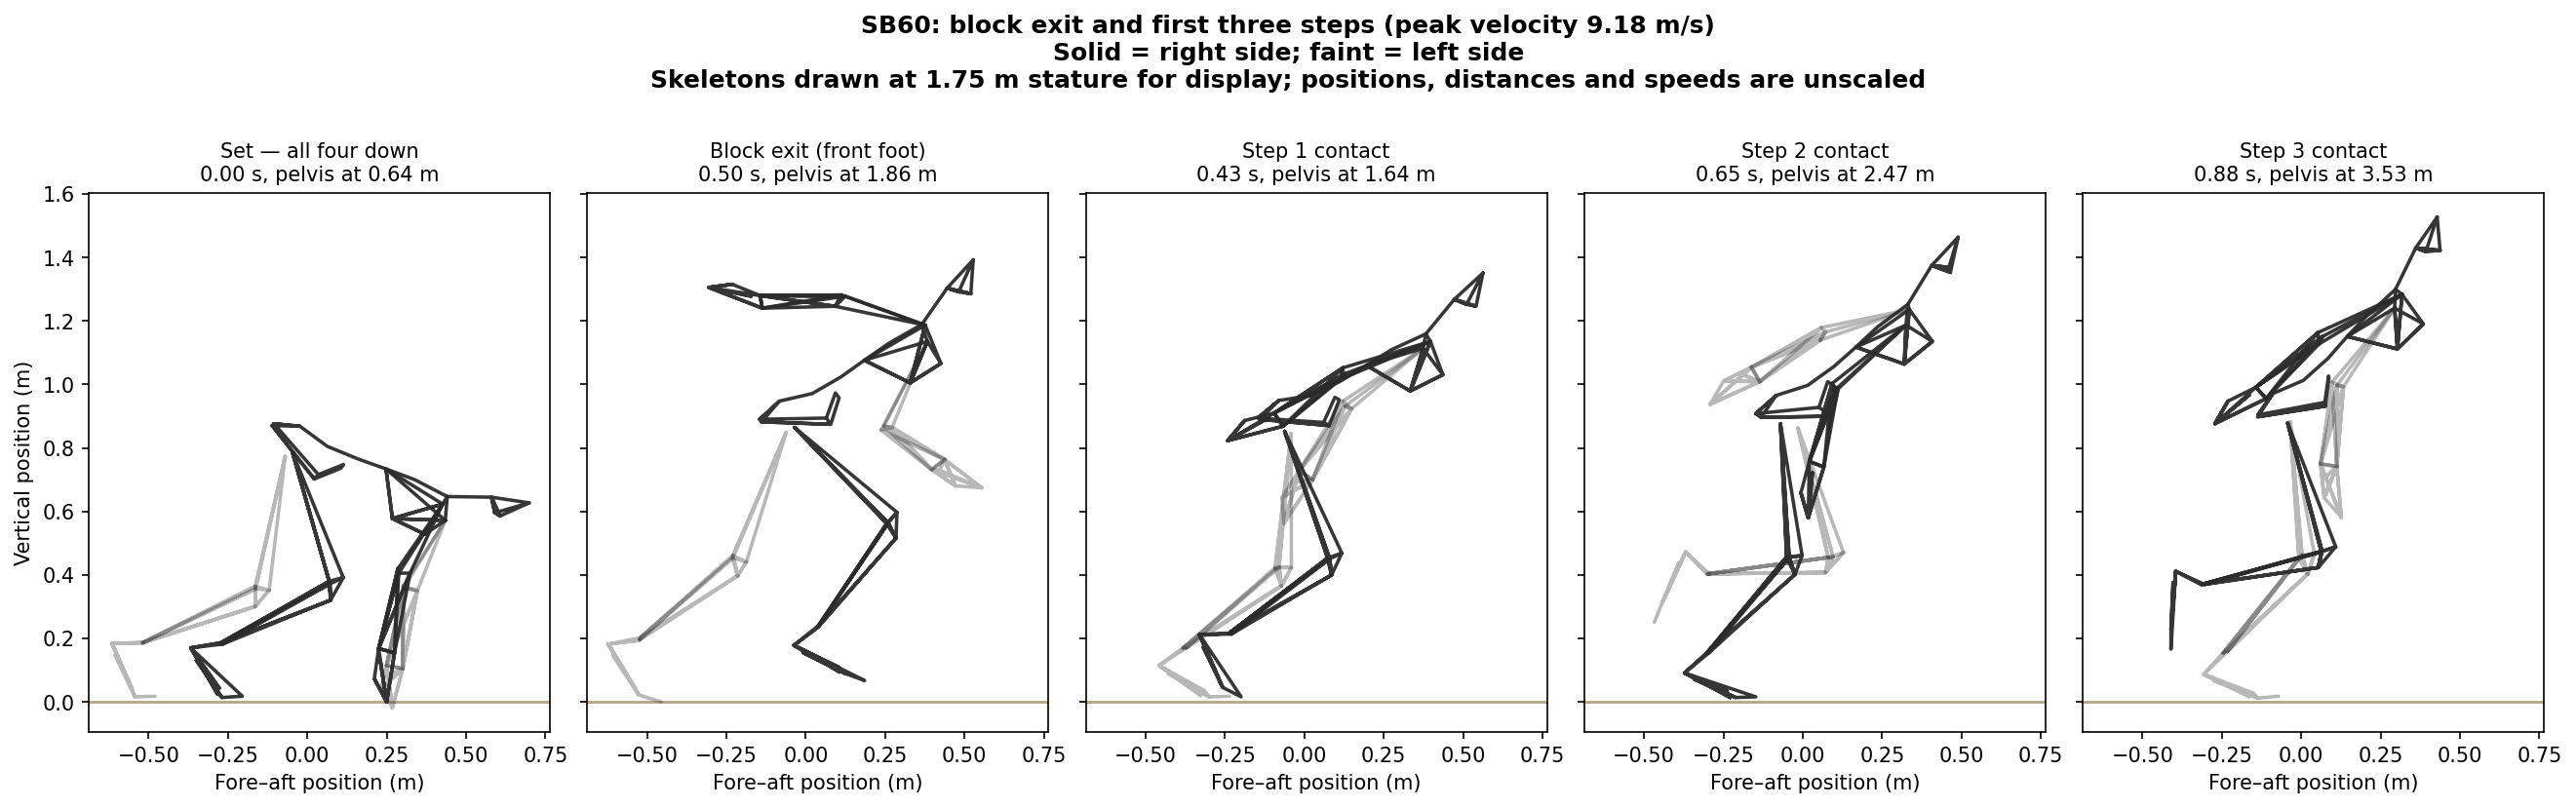 SB60: block exit and first three steps (peak velocity 9.18 m/s)
Solid = right side; faint = left side
Skeletons drawn at 1.75 m stature for display; positions, distances and speeds are unscaled
Set — all four down
0.00 s, pelvis at 0.64 m
Block exit (front foot)
0.50 s, pelvis at 1.86 m
Step 1 contact
0.43 s, pelvis at 1.64 m
Step 2 contact
0.65 s, pelvis at 2.47 m
Step 3 contact
0.88 s, pelvis at 3.53 m
Vertical position (m)
1.6
1.4
1.2
1.0
0.8
0.6
0.4
0.2
0.0
−0.50 −0.25 0.00 0.25 0.50 0.75
−0.50 −0.25 0.00 0.25 0.50 0.75
−0.50 −0.25 0.00 0.25 0.50 0.75
−0.50 −0.25 0.00 0.25 0.50 0.75
−0.50 −0.25 0.00 0.25 0.50 0.75
Fore–aft position (m)
Fore–aft position (m)
Fore–aft position (m)
Fore–aft position (m)
Fore–aft position (m)